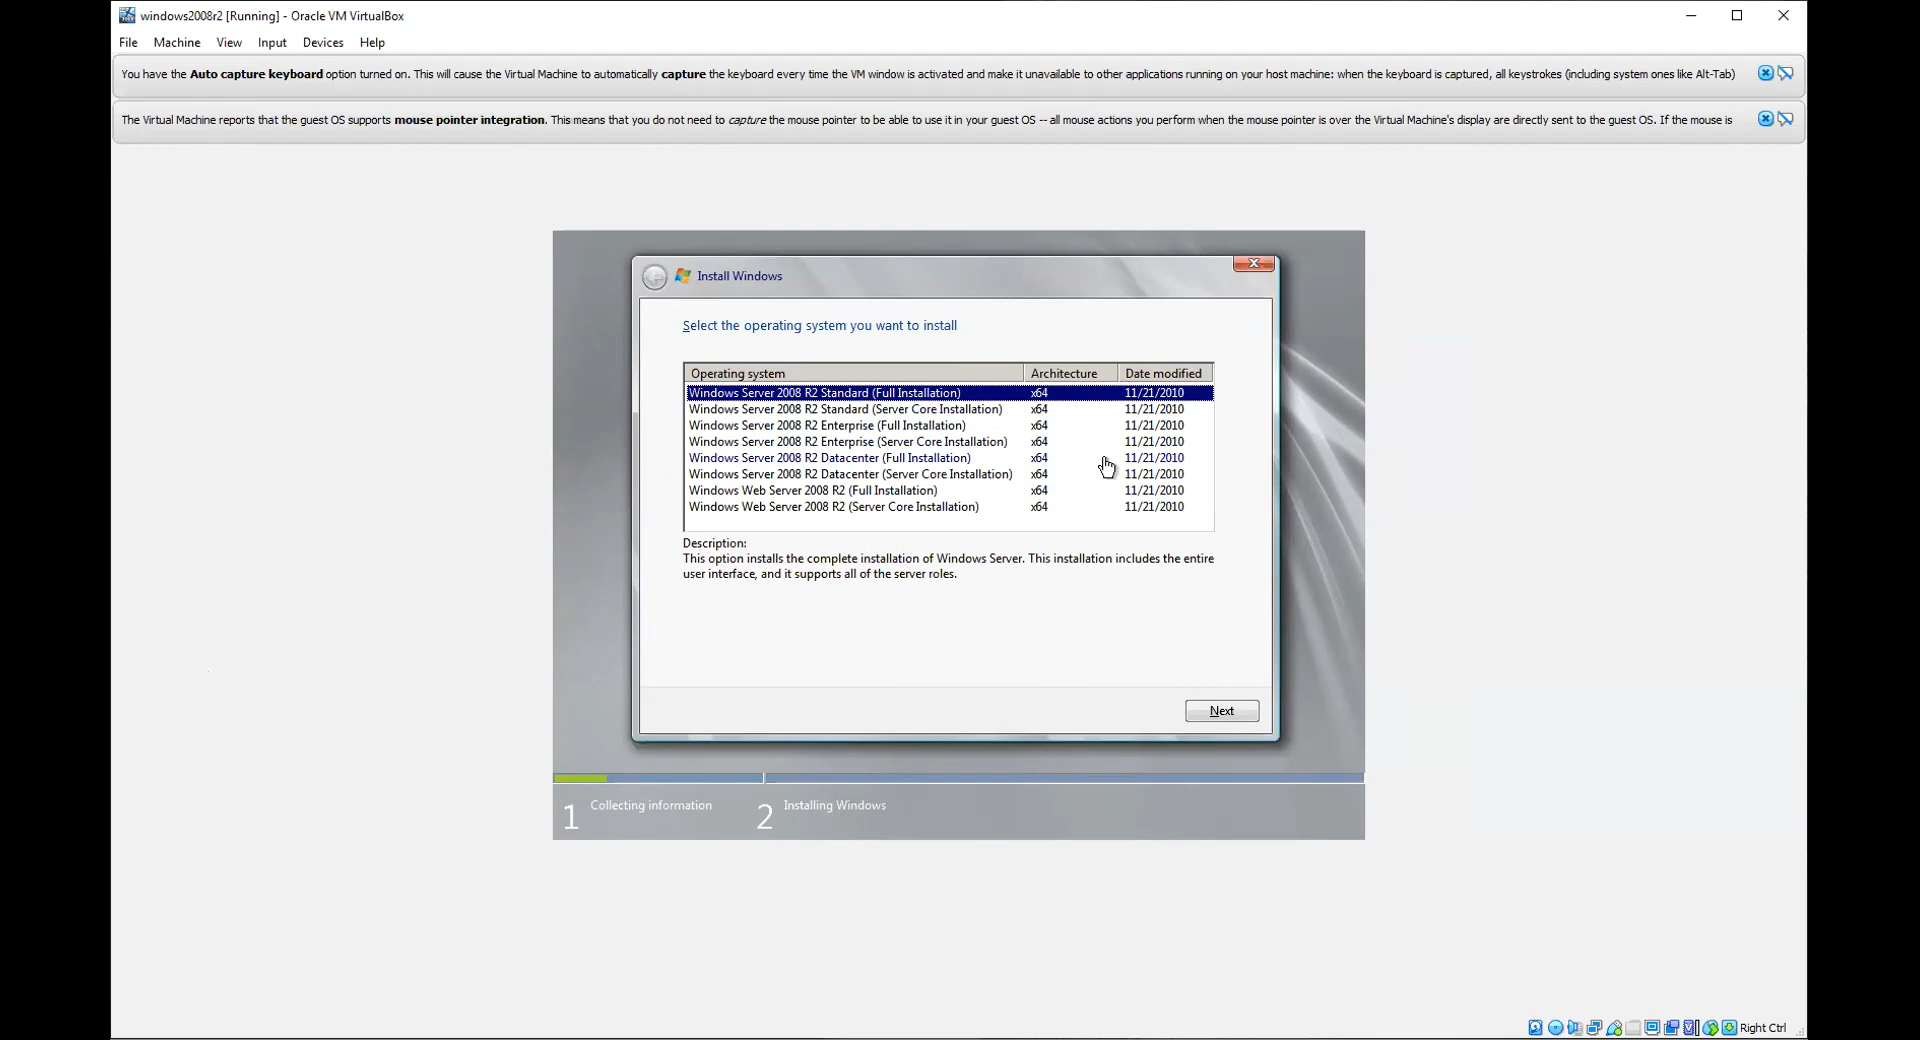 windows2008r2 [Running] - Oracle VM VirtualBox
File Machine View Input Devices Help
You have the Auto capture keyboard option turned on. This will cause the Virtual Machine to automatically capture the keyboard every time the VM window is activated and make it unavailable to other applications running on your host machine: when the keyboard is captured, all keystrokes (including system ones like Alt-Tab)
The Virtual Machine reports that the guest OS supports mouse pointer integration. This means that you do not need to capture the mouse pointer to be able to use it in your guest OS -- all mouse actions you perform when the mouse pointer is over the Virtual Machine's display are directly sent to the guest OS. If the mouse is
Install Windows
Select the operating system you want to install
Operating system Architecture Date modified
Windows Server 2008 R2 Standard (Full Installation) x64 11/21/2010
Windows Server 2008 R2 Standard (Server Core Installation) x64 11/21/2010
Windows Server 2008 R2 Enterprise (Full Installation) x64 11/21/2010
Windows Server 2008 R2 Enterprise (Server Core Installation) x64 11/21/2010
Windows Server 2008 R2 Datacenter (Full Installation) x64 11/21/2010
Windows Server 2008 R2 Datacenter (Server Core Installation) x64 11/21/2010
Windows Web Server 2008 R2 (Full Installation) x64 11/21/2010
Windows Web Server 2008 R2 (Server Core Installation) x64 11/21/2010
Description:
This option installs the complete installation of Windows Server. This installation includes the entire
user interface, and it supports all of the server roles.
Next
1 Collecting information 2 Installing Windows
Right Ctrl